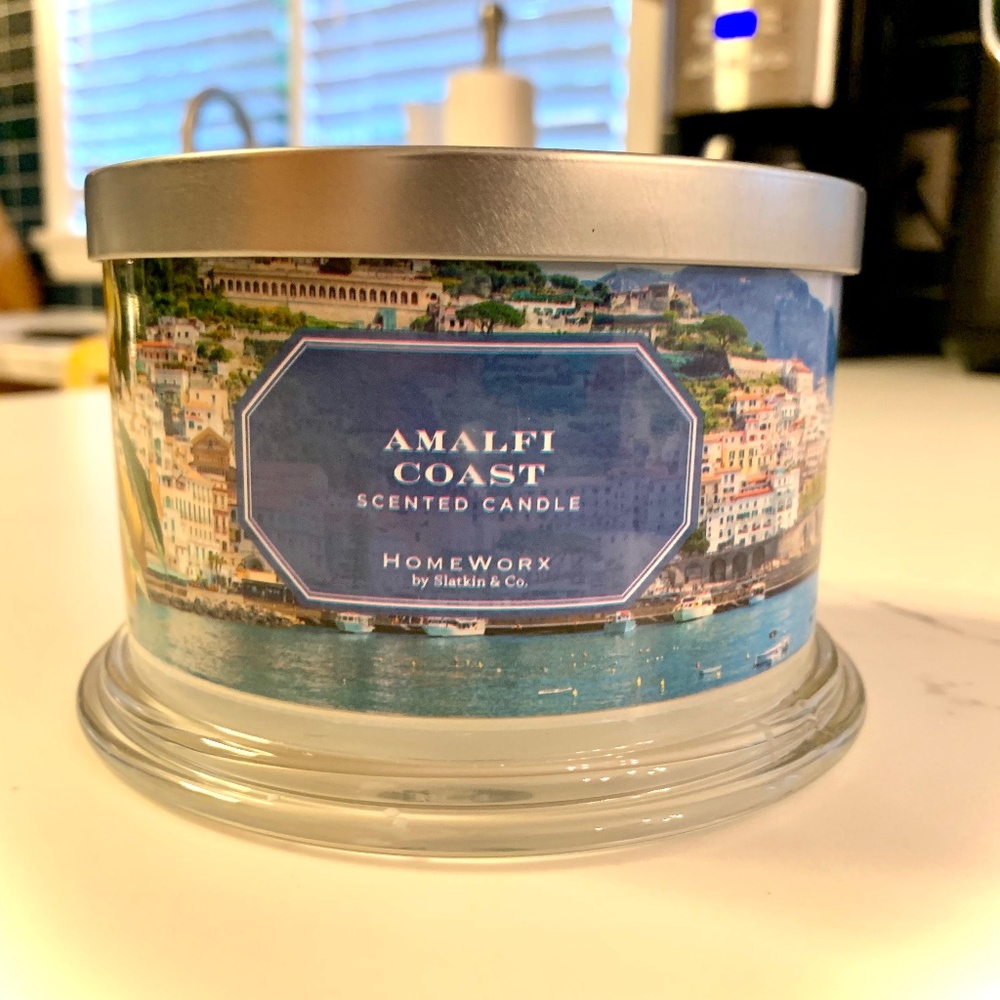 AMALFI
COAST
SCENTED CANDLE
HOMEWORX
by Slatkin & Co.